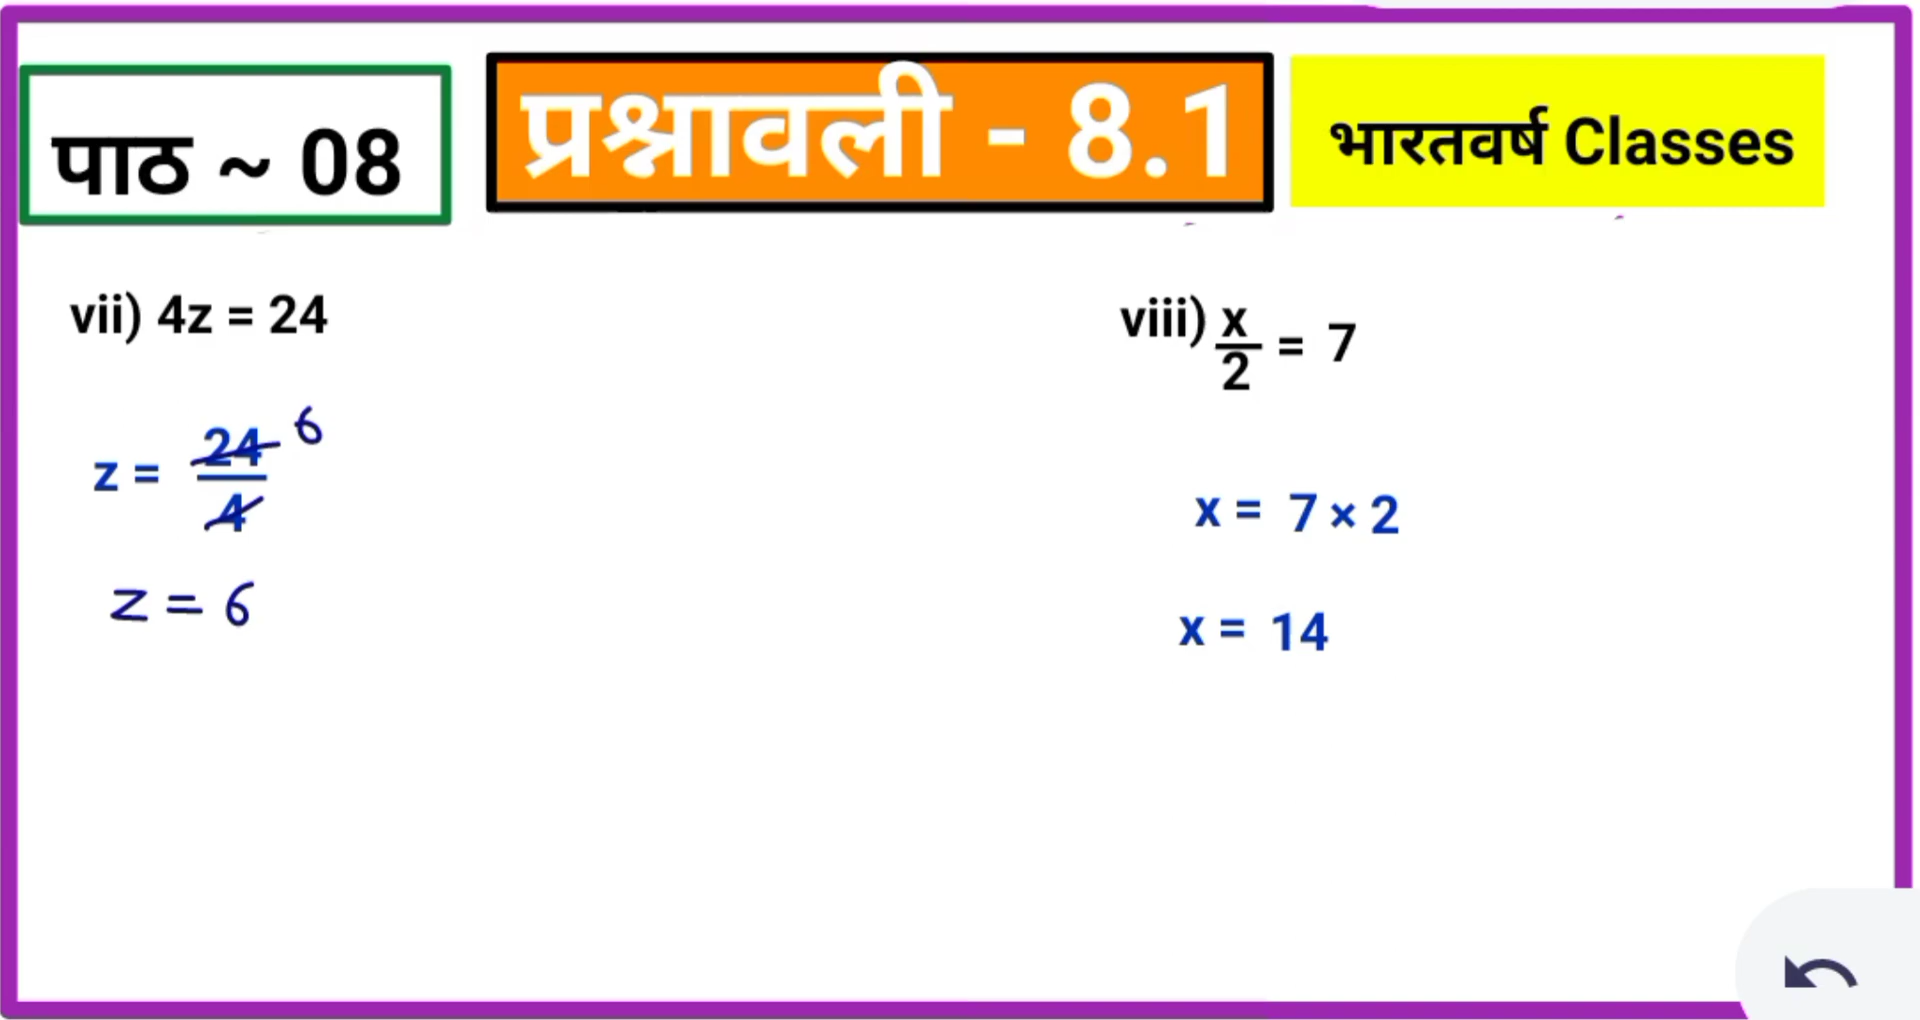 पाठ ~ 08
प्रश्नावली - 8.1
भारतवर्ष Classes
vii) 4z = 24
z = 24/4 6
z = 6
viii) x/2 = 7
x = 7 × 2
x = 14